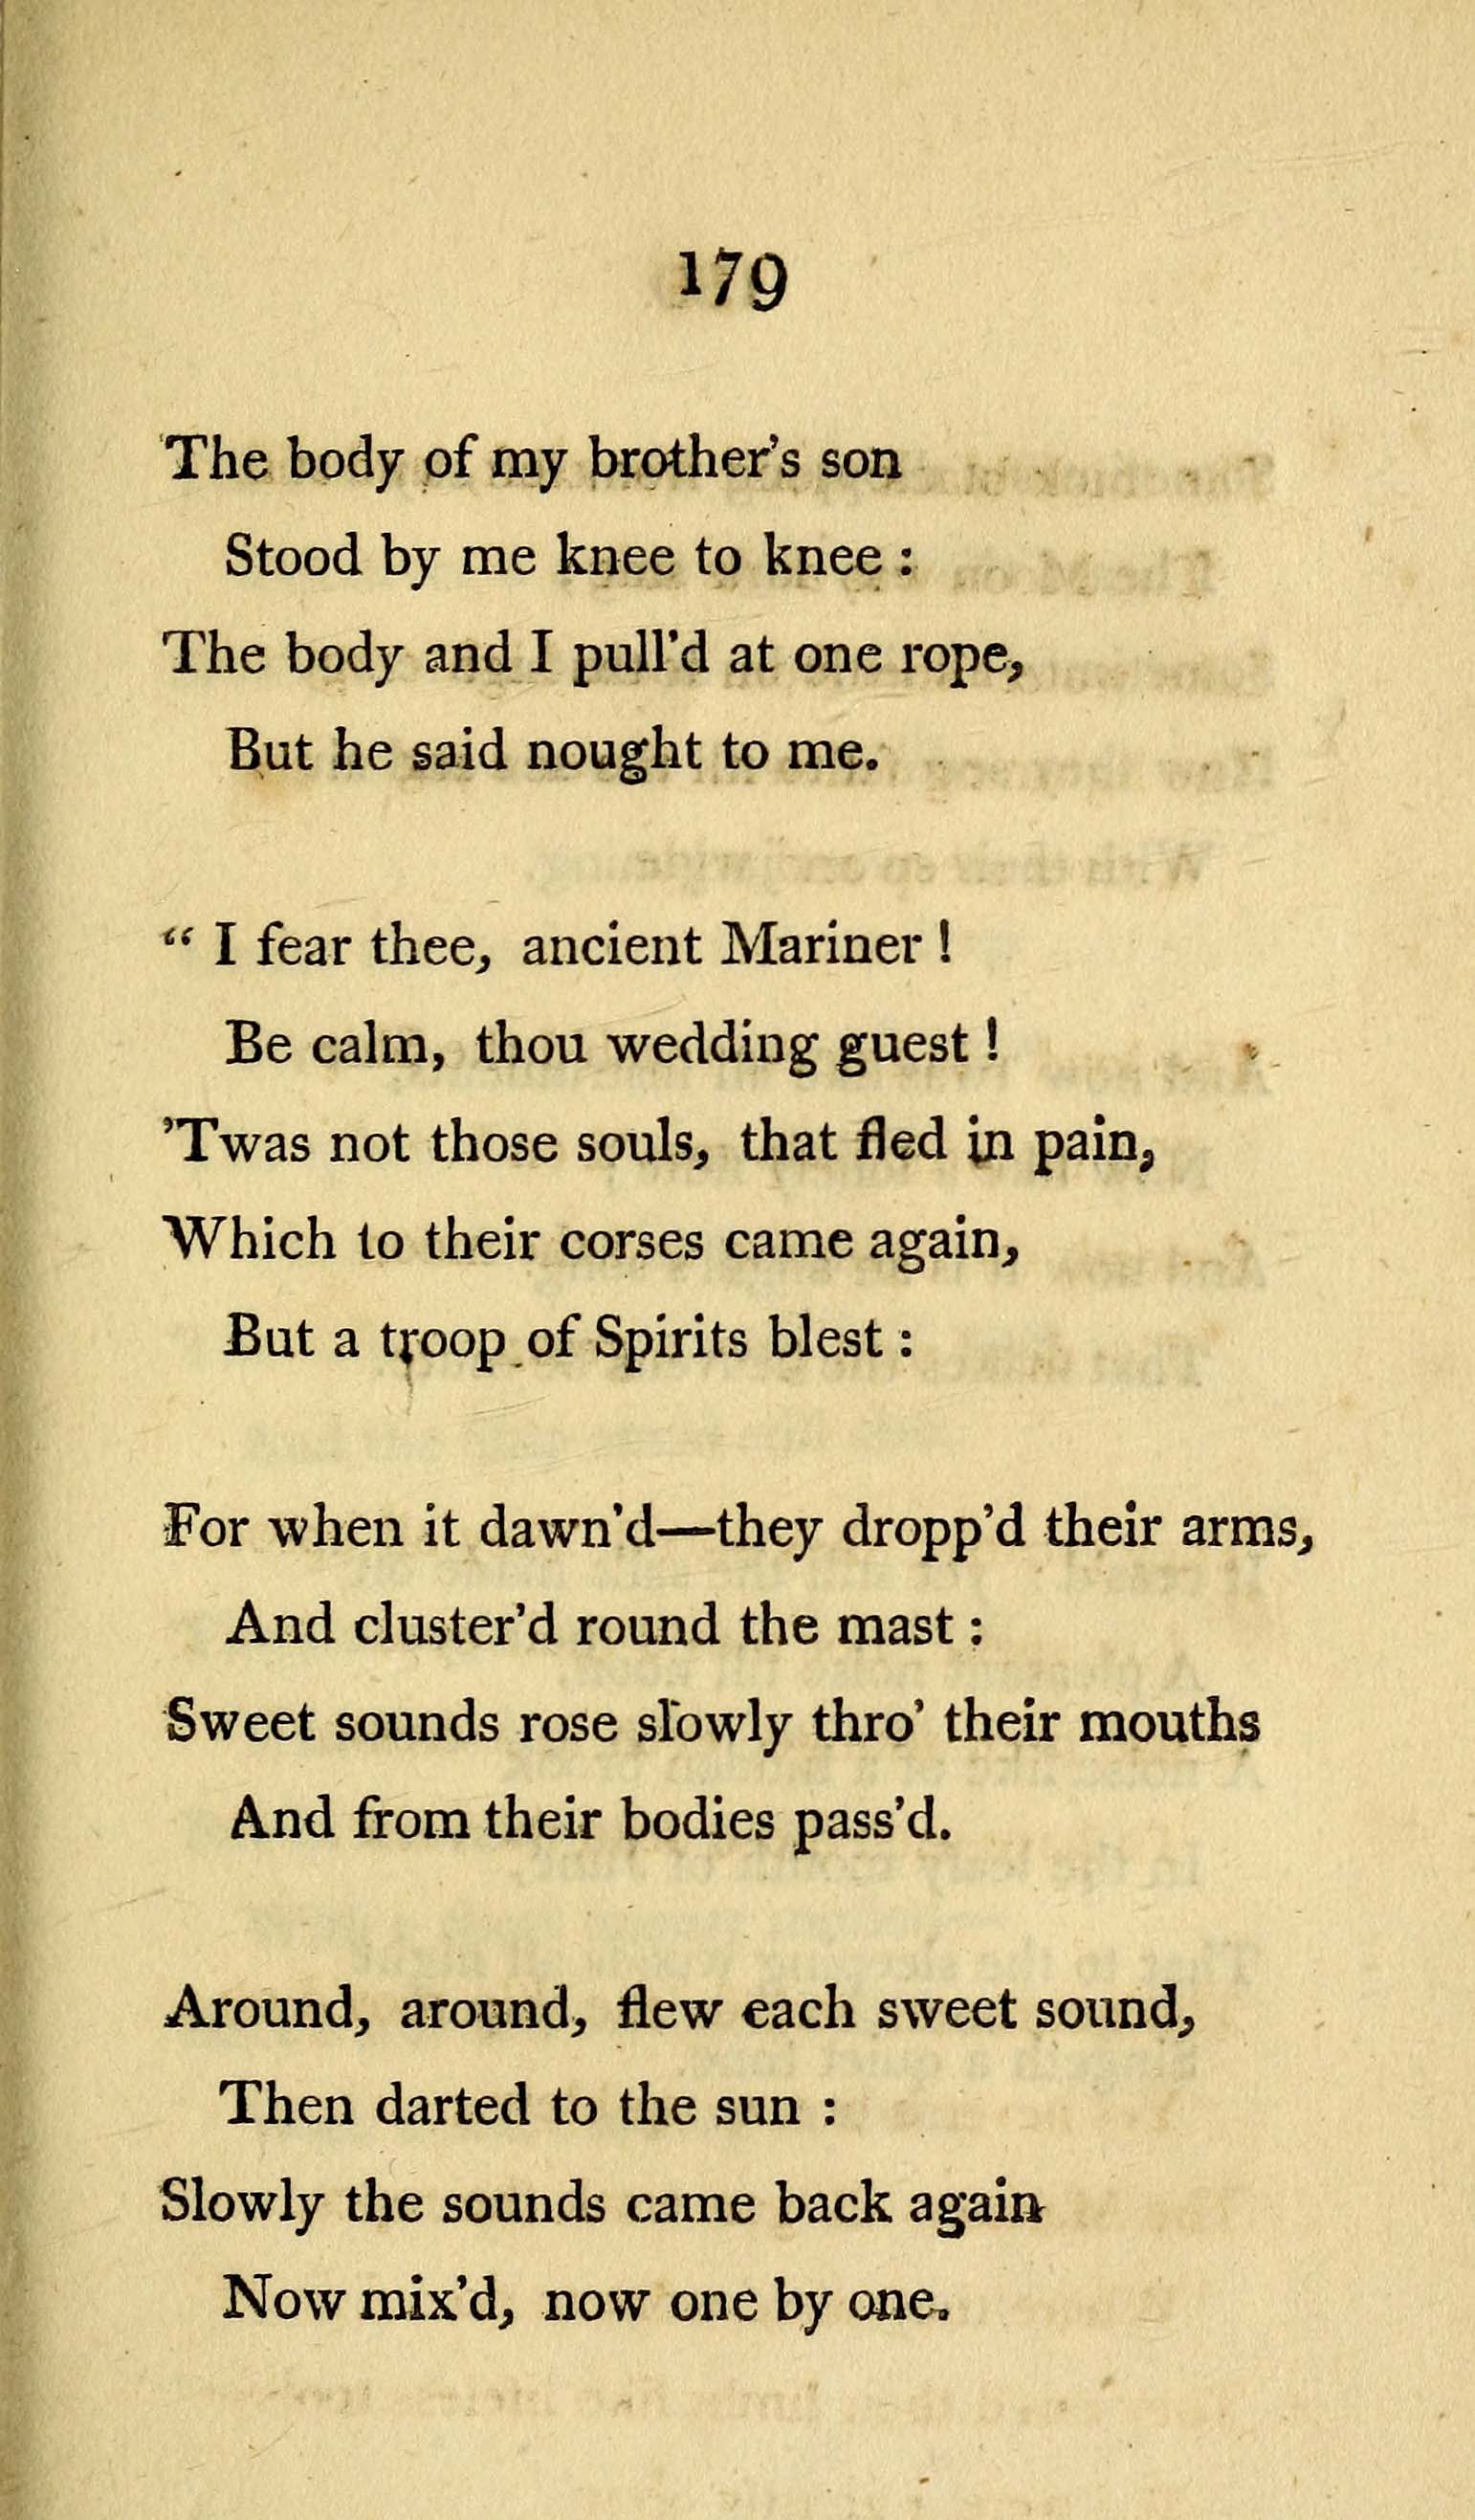 179
The body of my brother's son
Stood by me knee to knee :
The body and I pull'd at one rope,
But he said nought to me.
“ I fear thee, ancient Mariner !
Be calm, thou wedding guest !
'Twas not those souls, that fled in pain,
Which to their corses came again,
But a troop of Spirits blest :
For when it dawn'd—they dropp'd their arms,
And cluster'd round the mast :
Sweet sounds rose slowly thro' their mouths
And from their bodies pass'd.
Around, around, flew each sweet sound,
Then darted to the sun :
Slowly the sounds came back again
Now mix'd, now one by one.